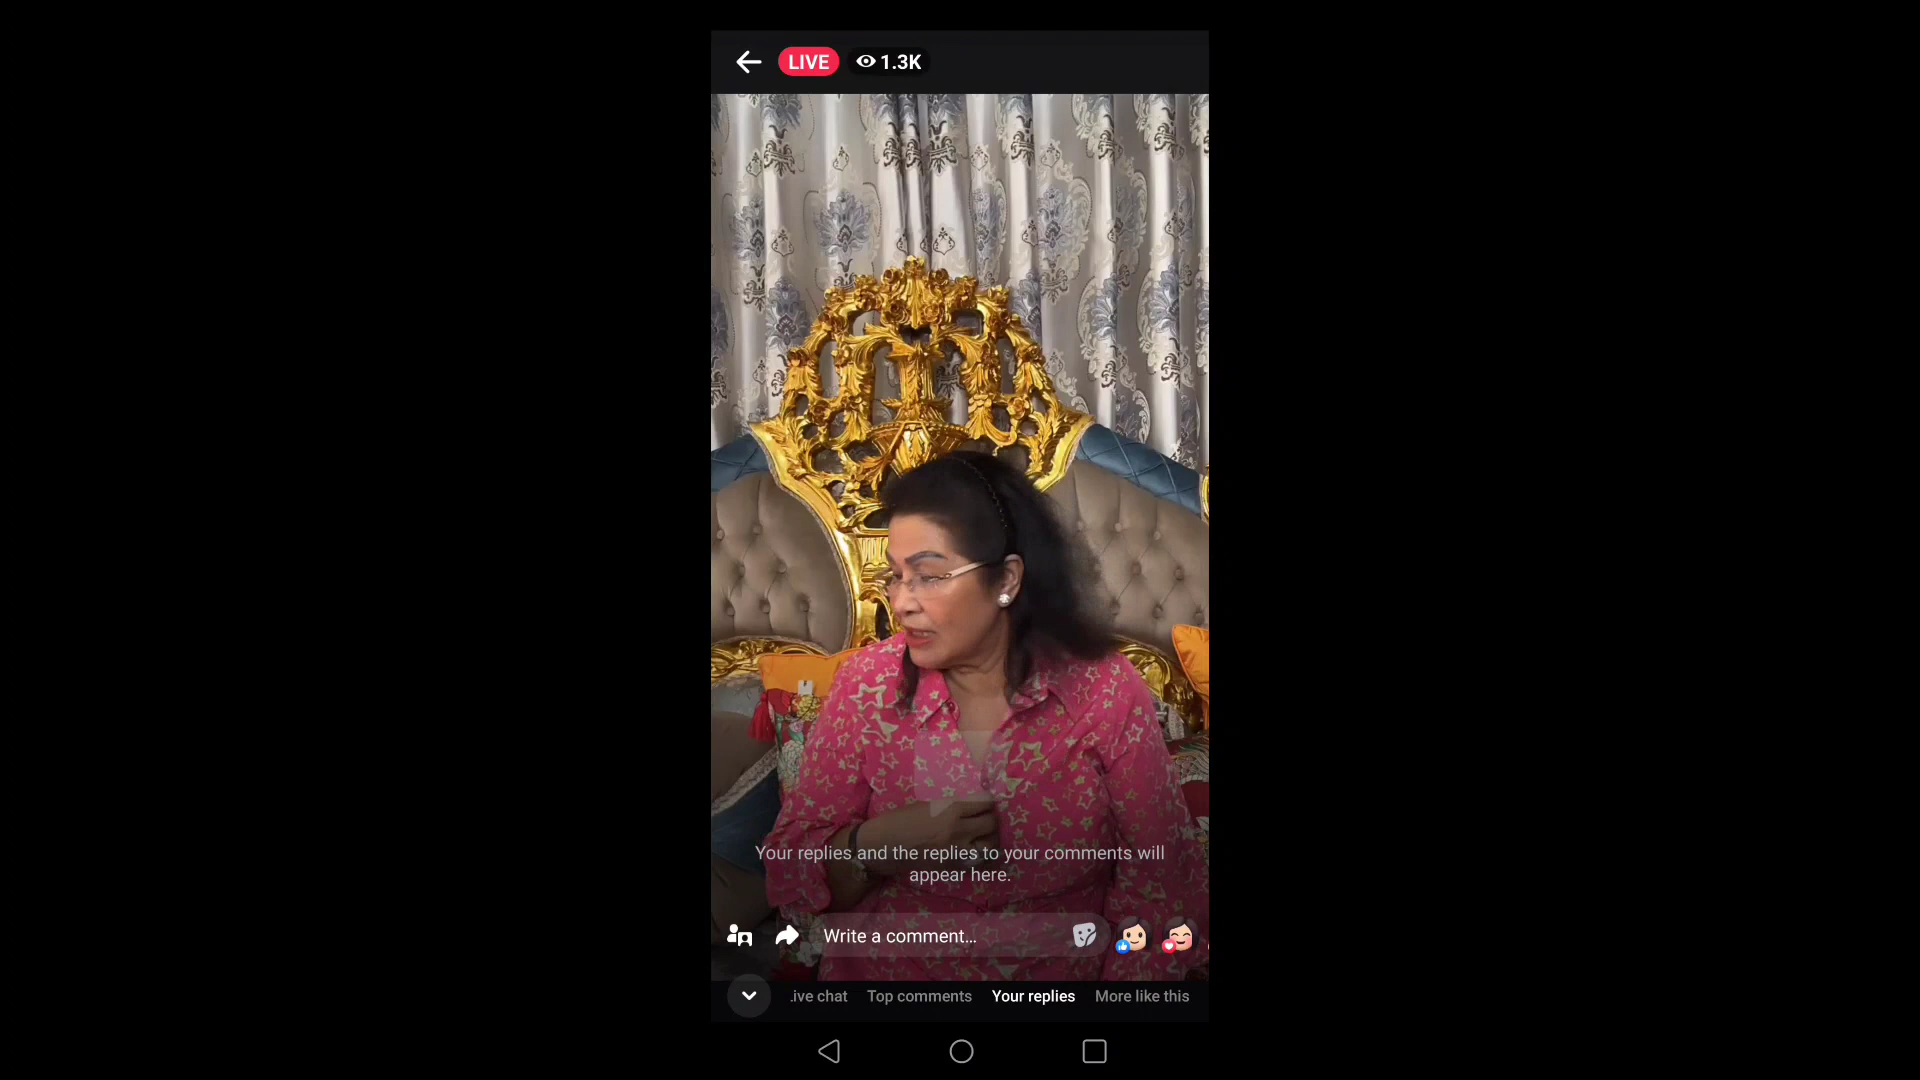 LIVE 1.3K
Your replies and the replies to your comments will
appear here.
Write a comment...
.ive chat Top comments Your replies More like this